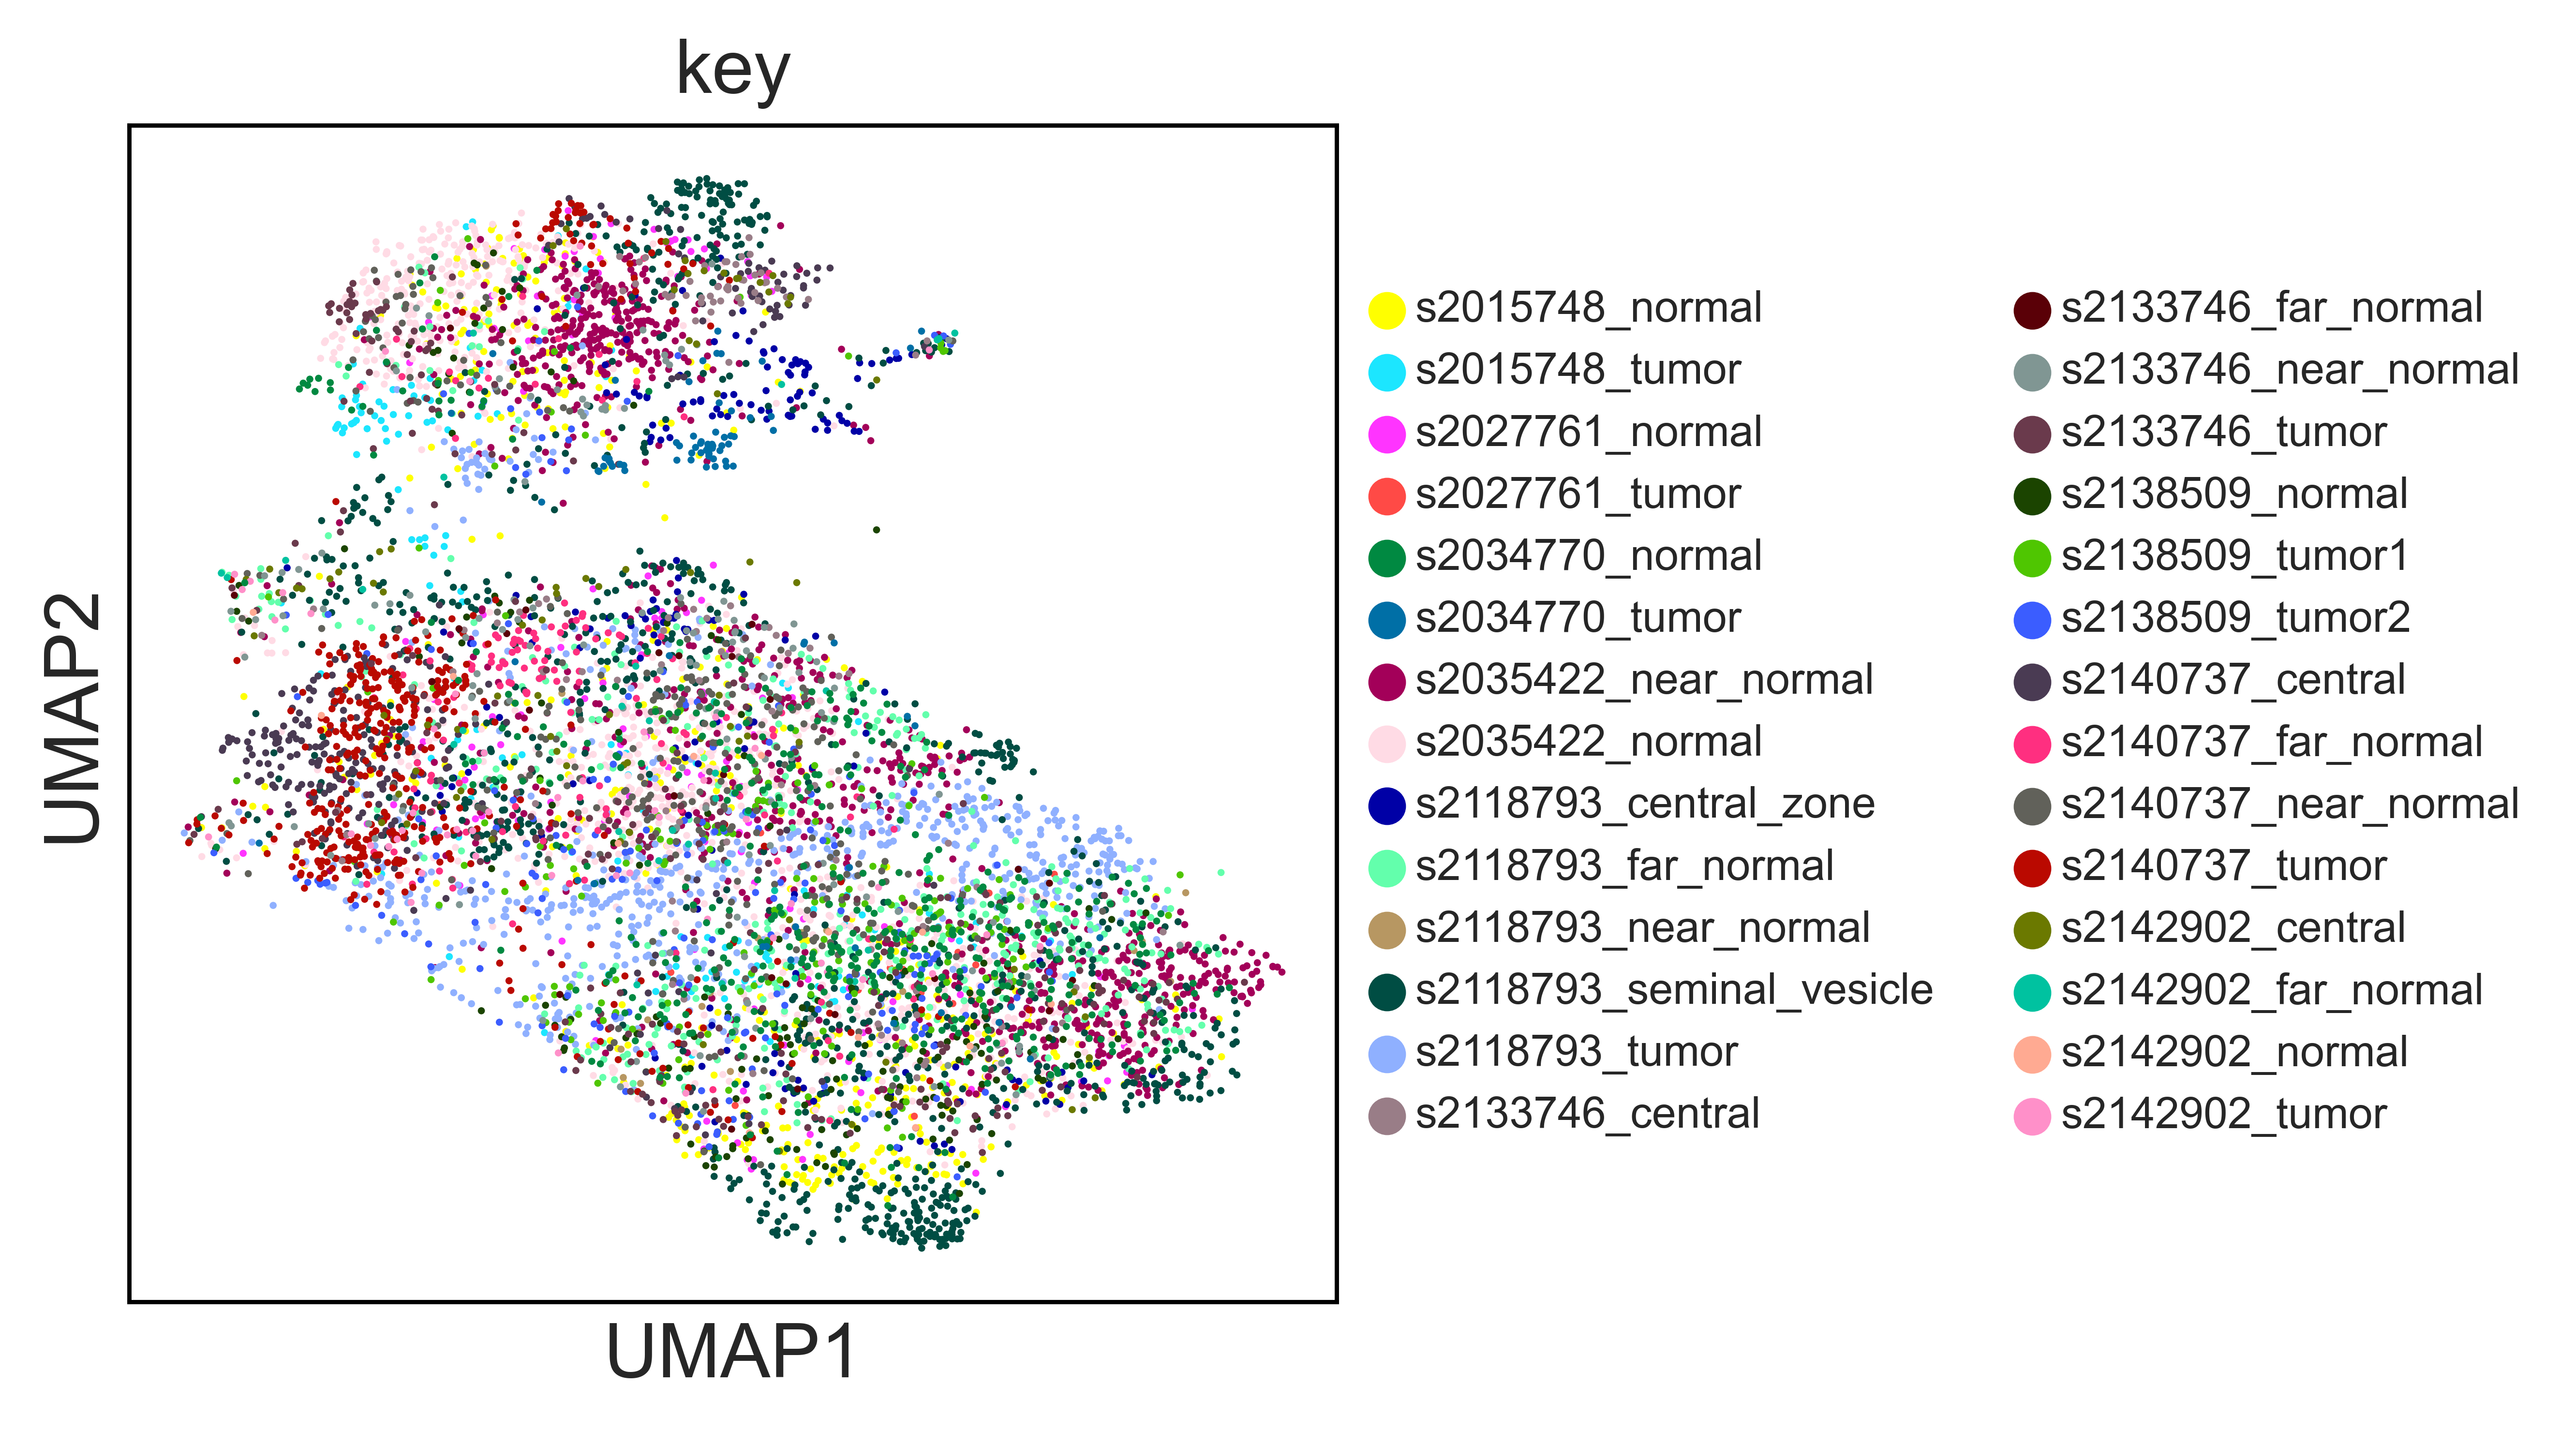 key
UMAP2
UMAP1
s2015748_normal
s2015748_tumor
s2027761_normal
s2027761_tumor
s2034770_normal
s2034770_tumor
s2035422_near_normal
s2035422_normal
s2118793_central_zone
s2118793_far_normal
s2118793_near_normal
s2118793_seminal_vesicle
s2118793_tumor
s2133746_central
s2133746_far_normal
s2133746_near_normal
s2133746_tumor
s2138509_normal
s2138509_tumor1
s2138509_tumor2
s2140737_central
s2140737_far_normal
s2140737_near_normal
s2140737_tumor
s2142902_central
s2142902_far_normal
s2142902_normal
s2142902_tumor